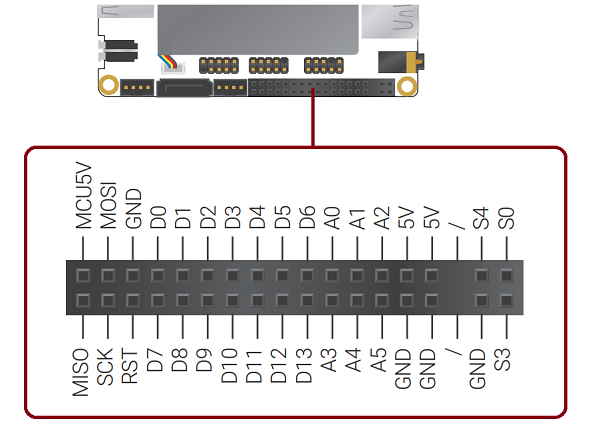 MCU5V
MOSI
GND
D0
D1
D2
D3
D4
D5
D6
A0
A1
A2
5V
5V
/
S4
S0
MISO
SCK
RST
D7
D8
D9
D10
D11
D12
D13
A3
A4
A5
GND
GND
/
GND
S3